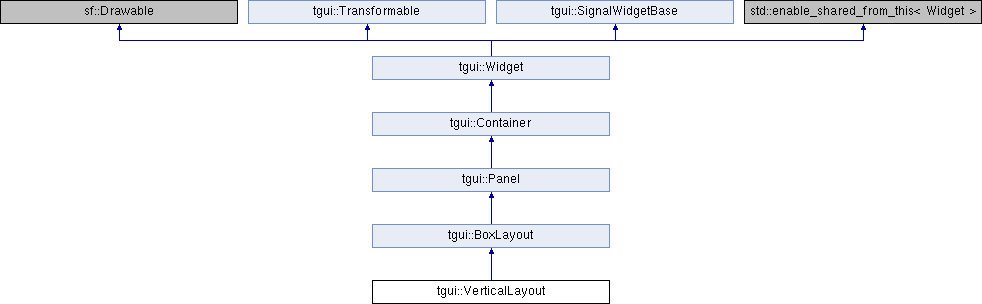 sf::Drawable
tgui::Transformable
tgui::SignalWidgetBase
std::enable_shared_from_this< Widget >
tgui::Widget
tgui::Container
tgui::Panel
tgui::BoxLayout
tgui::VerticalLayout